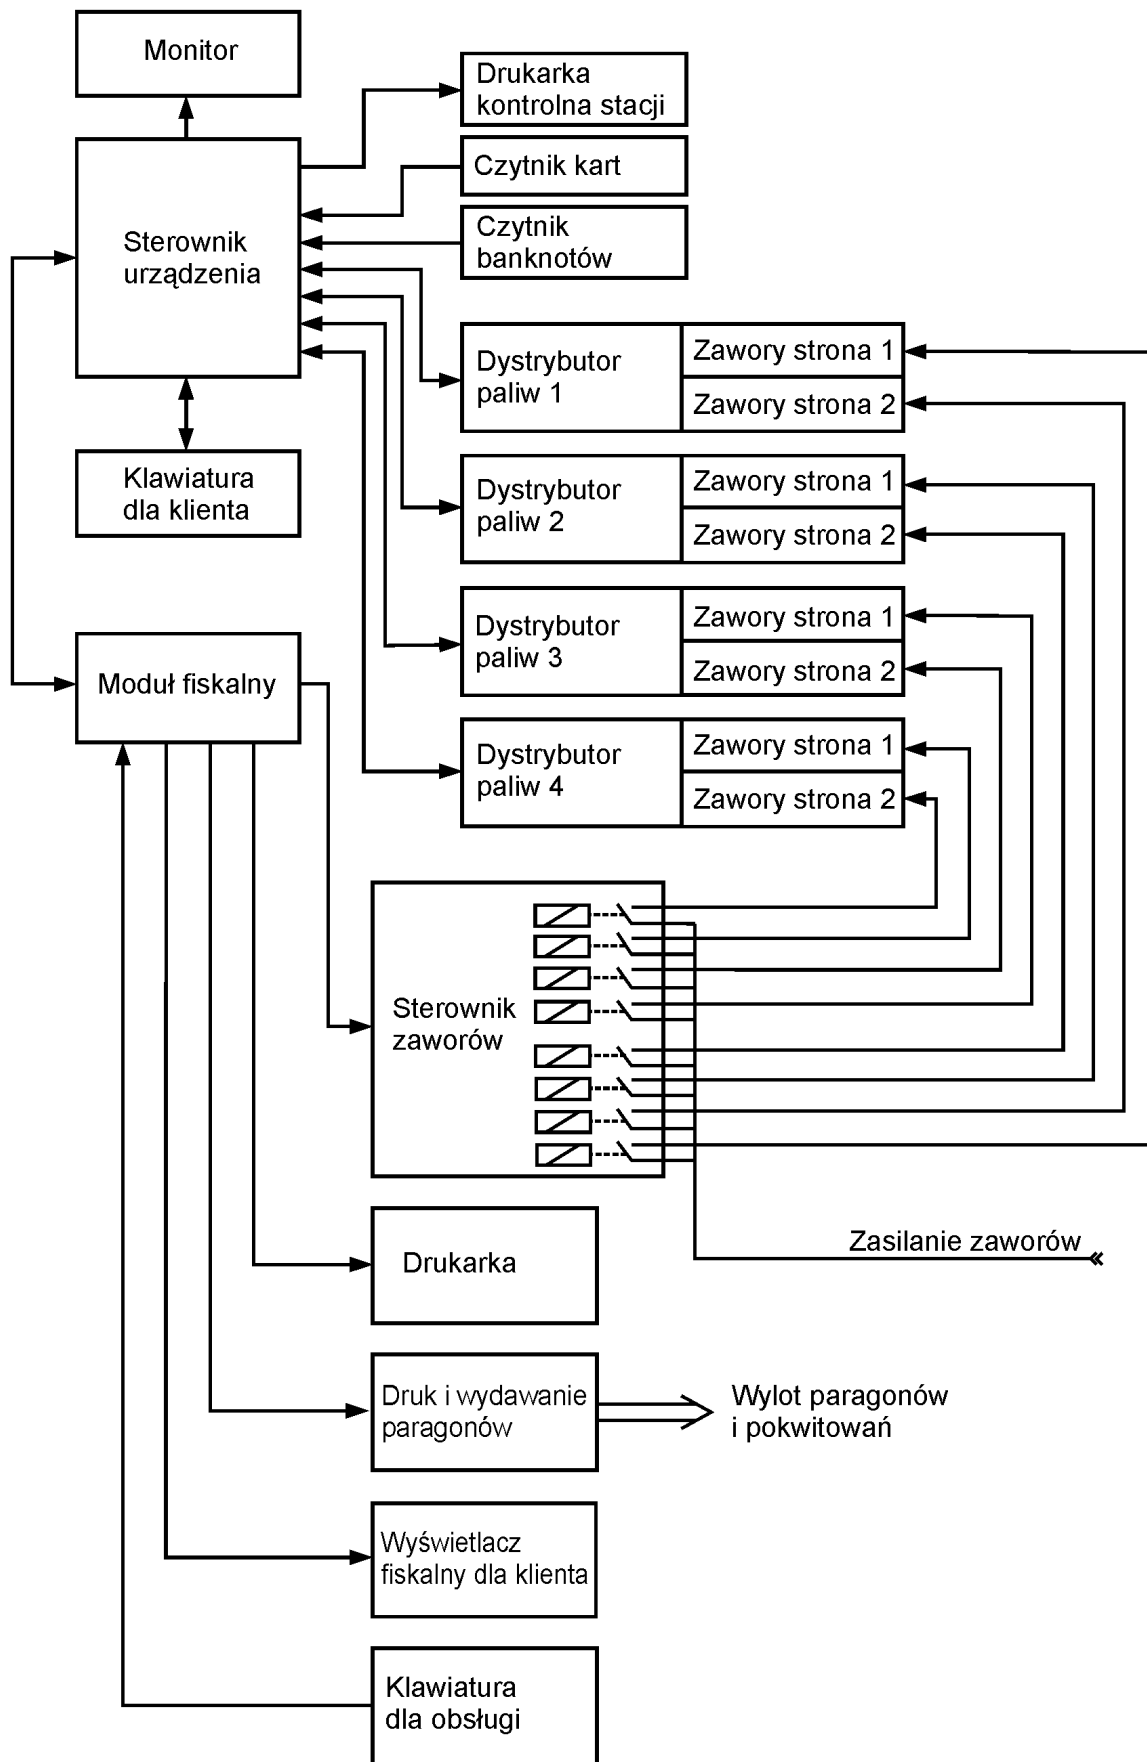 Monitor
Drukarka
kontrolna stacji
Czytnik kart
Czytnik
banknotów
Sterownik
urządzenia
Klawiatura
dla klienta
Dystrybutor
paliw 1
Zawory strona 1
Zawory strona 2
Dystrybutor
paliw 2
Zawory strona 1
Zawory strona 2
Dystrybutor
paliw 3
Zawory strona 1
Zawory strona 2
Moduł fiskalny
Dystrybutor
paliw 4
Zawory strona 1
Zawory strona 2
Sterownik
zaworów
Zasilanie zaworów
Drukarka
Druk i wydawanie
paragonów
Wylot paragonów
i pokwitowań
Wyświetlacz
fiskalny dla klienta
Klawiatura
dla obsługi